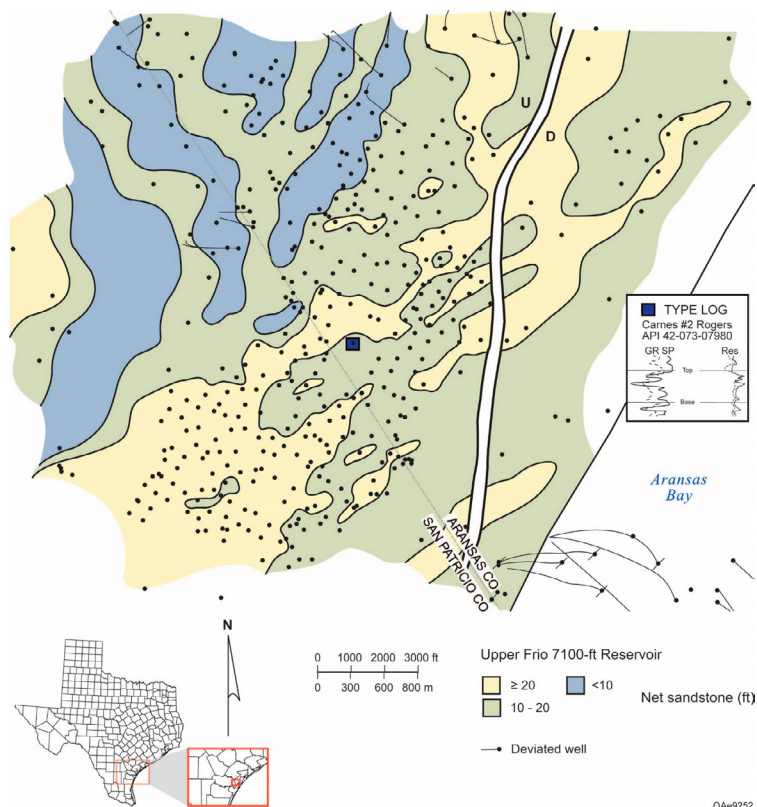 U
D
TYPE LOG
Carnes #2 Rogers
API 42-073-07980
GR SP Res
Top
Base
Aransas
Bay
ARANSAS CO
SAN PATRICIO CO
N
0 1000 2000 3000 ft
0 300 600 800 m
Upper Frio 7100-ft Reservoir
≥ 20 <10
10 - 20
Net sandstone (ft)
Deviated well
QAe9252